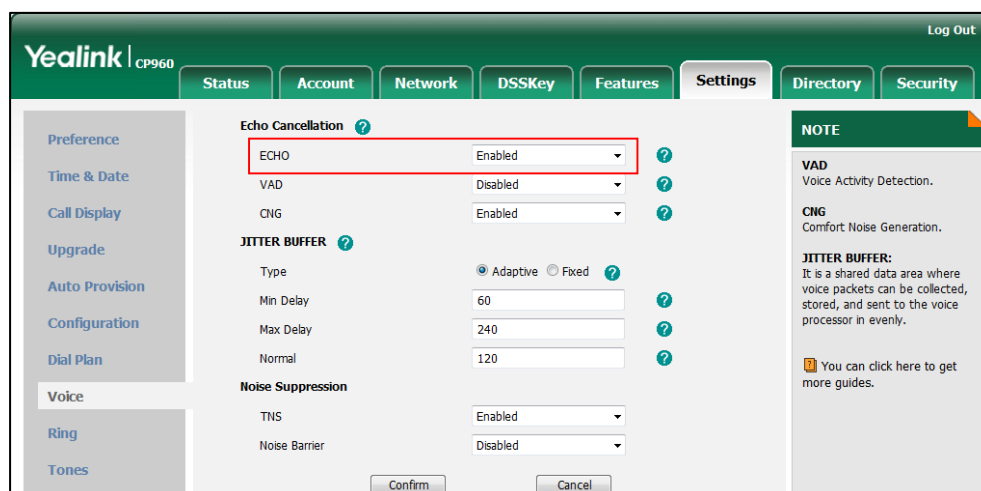 Log Out
Yealink | CP960
Status Account Network DSSKey Features Settings Directory Security
Preference
Time & Date
Call Display
Upgrade
Auto Provision
Configuration
Dial Plan
Voice
Ring
Tones
Echo Cancellation ?
ECHO Enabled ?
VAD Disabled ?
CNG Enabled ?
JITTER BUFFER ?
Type Adaptive Fixed ?
Min Delay 60 ?
Max Delay 240 ?
Normal 120 ?
Noise Suppression
TNS Enabled
Noise Barrier Disabled
Confirm Cancel
NOTE
VAD
Voice Activity Detection.
CNG
Comfort Noise Generation.
JITTER BUFFER:
It is a shared data area where
voice packets can be collected,
stored, and sent to the voice
processor in evenly.
You can click here to get
more guides.